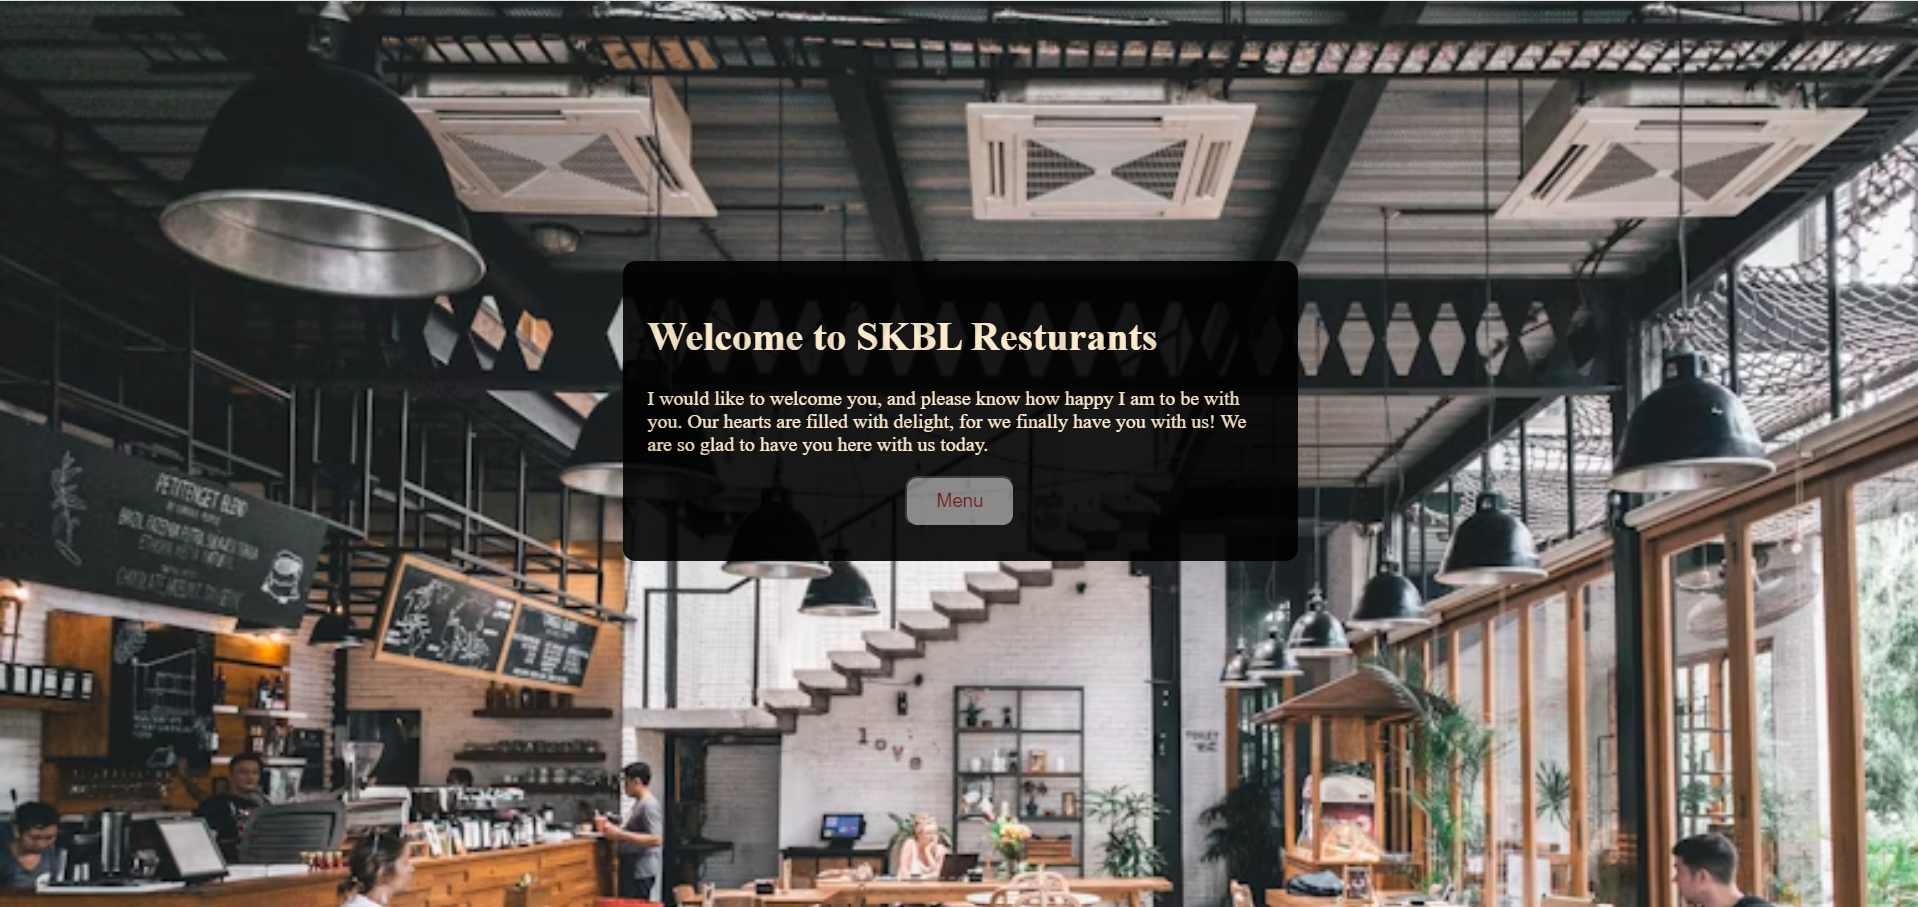 Welcome to SKBL Resturants
I would like to welcome you, and please know how happy I am to be with
you. Our hearts are filled with delight, for we finally have you with us! We
are so glad to have you here with us today.
Menu
PETITENGET BLEND
love
TOILET